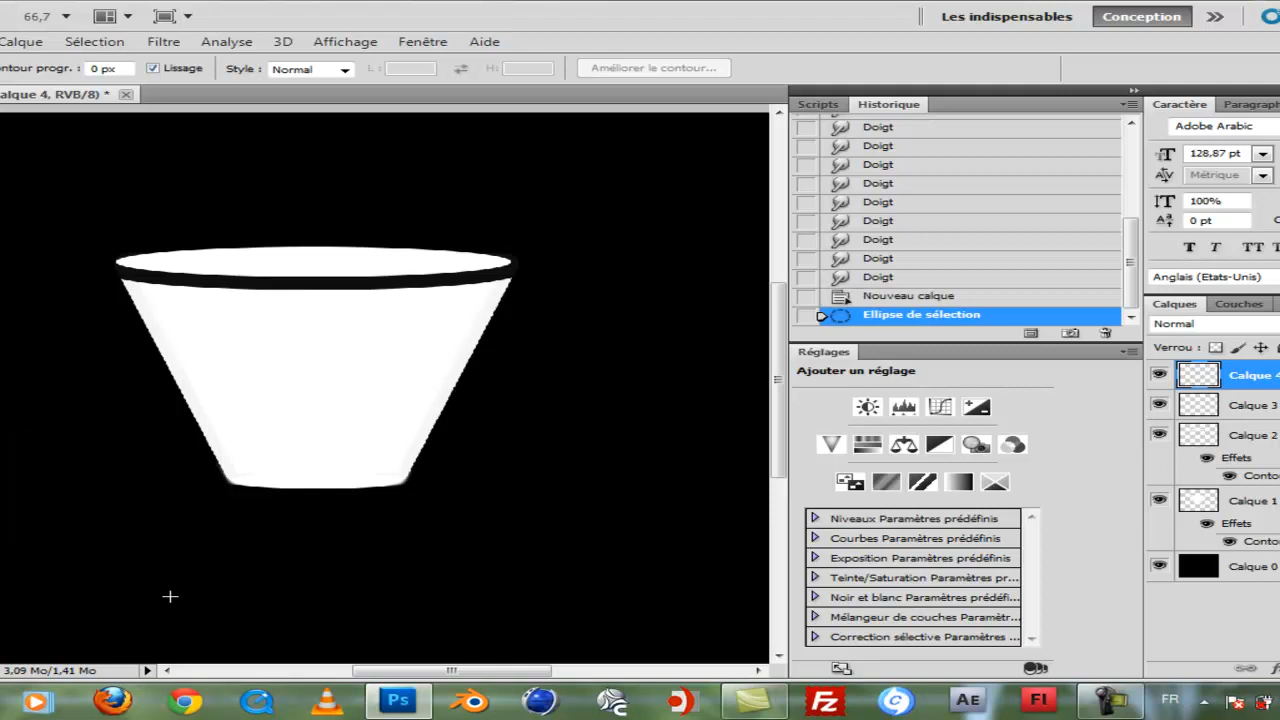 66,7
Les indispensables
Conception
Calque Sélection Filtre Analyse 3D Affichage Fenêtre Aide
ontour progr. : 0 px Lissage Style : Normal L : H: Améliorer le contour...
alque 4, RVB/8) *
Scripts Historique
Doigt
Doigt
Doigt
Doigt
Doigt
Doigt
Doigt
Doigt
Doigt
Nouveau calque
Ellipse de sélection
Réglages
Ajouter un réglage
Niveaux Paramètres prédéfinis
Courbes Paramètres prédéfinis
Exposition Paramètres prédéfinis
Teinte/Saturation Paramètres pr...
Noir et blanc Paramètres prédéfi...
Mélangeur de couches Paramètr...
Correction sélective Paramètres ...
Caractère Paragraph
Adobe Arabic
128,87 pt
Métrique
100%
0 pt
T T TT
Anglais (Etats-Unis)
Calques Couches
Normal
Verrou :
Calque 4
Calque 3
Calque 2
Effets
Conto
Calque 1
Effets
Conto
Calque 0
3,09 Mo/1,41 Mo
Ps
Fz
AE
Fl
FR